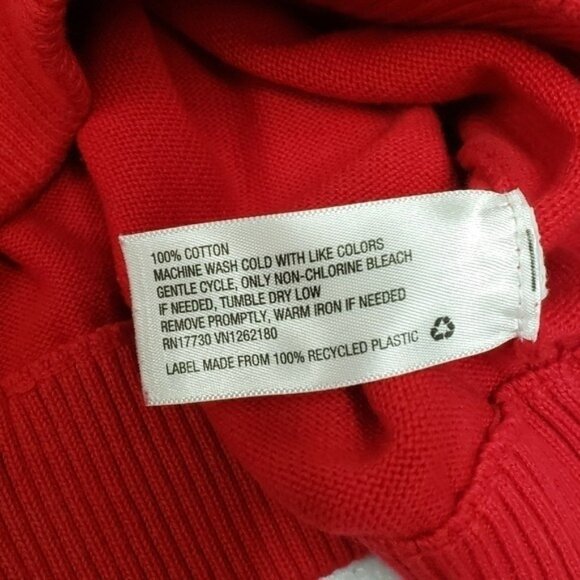 100% COTTON
MACHINE WASH COLD WITH LIKE COLORS
GENTLE CYCLE, ONLY NON-CHLORINE BLEACH
IF NEEDED, TUMBLE DRY LOW
REMOVE PROMPTLY, WARM IRON IF NEEDED
RN17730 VN1262180
LABEL MADE FROM 100% RECYCLED PLASTIC